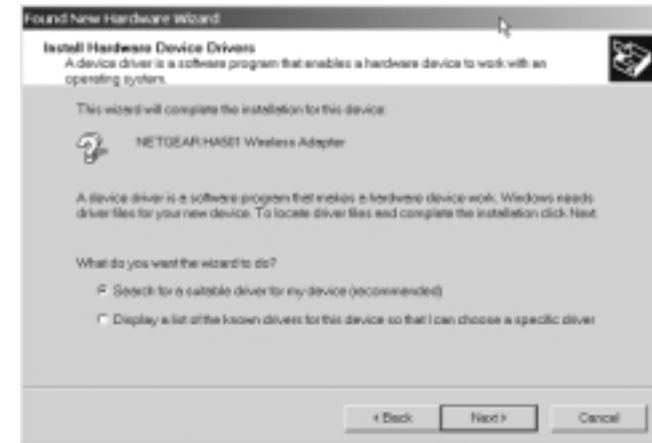 Found New Hardware Wizard
Install Hardware Device Drivers
A device driver is a software program that enables a hardware device to work with an
operating system.
This wizard will complete the installation for this device:
NETGEAR HA501 Wireless Adapter
A device driver is a software program that makes a hardware device work. Windows needs
driver files for your new device. To locate driver files and complete the installation click Next.
What do you want the wizard to do?
Search for a suitable driver for my device (recommended)
Display a list of the known drivers for this device so that I can choose a specific driver
< Back Next > Cancel